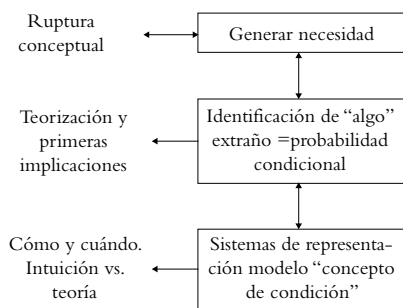 Ruptura
conceptual
Generar necesidad
Teorización y
primeras
implicaciones
Identificación de “algo”
extraño =probabilidad
condicional
Cómo y cuándo.
Intuición vs.
teoría
Sistemas de representa-
ción modelo “concepto
de condición”